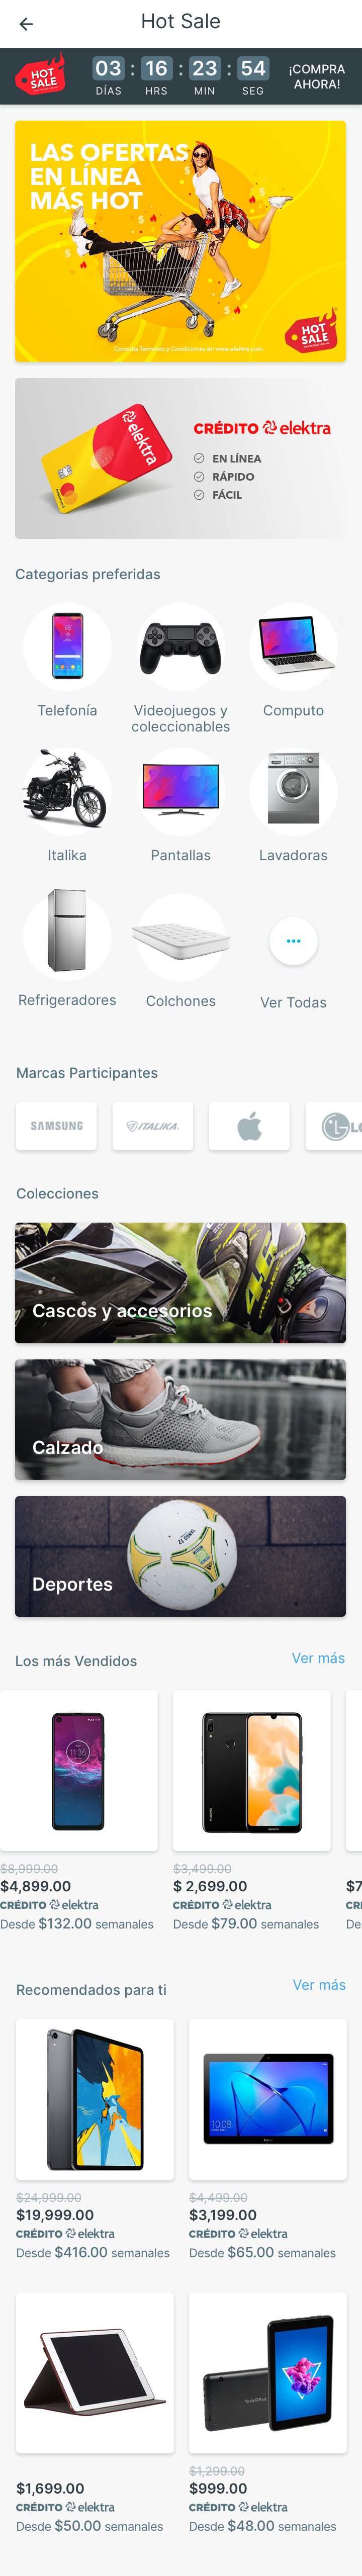 Hot Sale
HOT
SALE
03 : 16 : 23 : 54
DÍAS HRS MIN SEG
¡COMPRA
AHORA!
LAS OFERTAS
EN LÍNEA
MÁS HOT
HOT
SALE
Consulta Términos y Condiciones en www.elektra.com.
elektra
CRÉDITO elektra
EN LÍNEA
RÁPIDO
FÁCIL
Categorias preferidas
Telefonía
Videojuegos y
coleccionables
Computo
Italika
Pantallas
Lavadoras
Refrigeradores
Colchones
Ver Todas
Marcas Participantes
SAMSUNG
ITALIKA
LG
Colecciones
Cascos y accesorios
Calzado
Deportes
Los más Vendidos
Ver más
$8,999.00
$4,899.00
CRÉDITO elektra
Desde $132.00 semanales
$3,499.00
$ 2,699.00
CRÉDITO elektra
Desde $79.00 semanales
$7
CR
De
Recomendados para ti
Ver más
$24,999.00
$19,999.00
CRÉDITO elektra
Desde $416.00 semanales
10:08
$4,499.00
$3,199.00
CRÉDITO elektra
Desde $65.00 semanales
$1,699.00
CRÉDITO elektra
Desde $50.00 semanales
$1,299.00
$999.00
CRÉDITO elektra
Desde $48.00 semanales